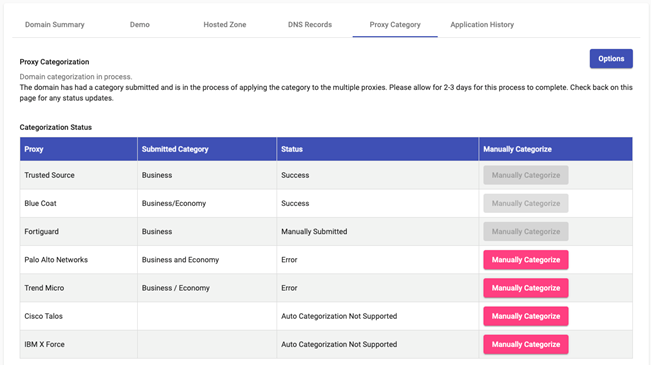 Domain Summary Demo Hosted Zone DNS Records Proxy Category Application History
Proxy Categorization
Options
Domain categorization in process.
The domain has had a category submitted and is in the process of applying the category to the multiple proxies. Please allow for 2-3 days for this process to complete. Check back on this
page for any status updates.
Categorization Status
Proxy Submitted Category Status Manually Categorize
Trusted Source Business Success Manually Categorize
Blue Coat Business/Economy Success Manually Categorize
Fortiguard Business Manually Submitted Manually Categorize
Palo Alto Networks Business and Economy Error Manually Categorize
Trend Micro Business / Economy Error Manually Categorize
Cisco Talos Auto Categorization Not Supported Manually Categorize
IBM X Force Auto Categorization Not Supported Manually Categorize